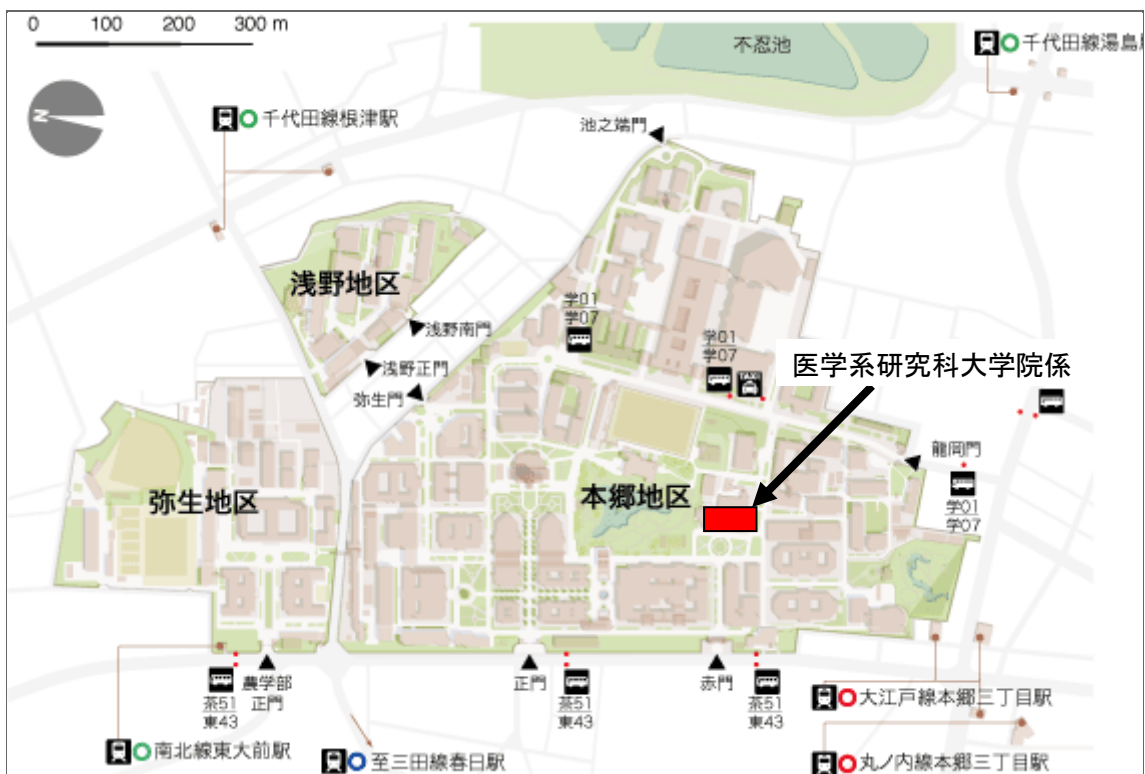 0 100 200 300 m
不忍池
千代田線湯島駅
N
千代田線根津駅
池之端門
浅野地区
学01
学07
浅野南門
学01
学07
TAXI
医学系研究科大学院係
浅野正門
弥生門
龍岡門
弥生地区
本郷地区
学01
学07
農学部
正門
正門
赤門
茶51
東43
茶51
東43
茶51
東43
大江戸線本郷三丁目駅
南北線東大前駅
至三田線春日駅
丸ノ内線本郷三丁目駅